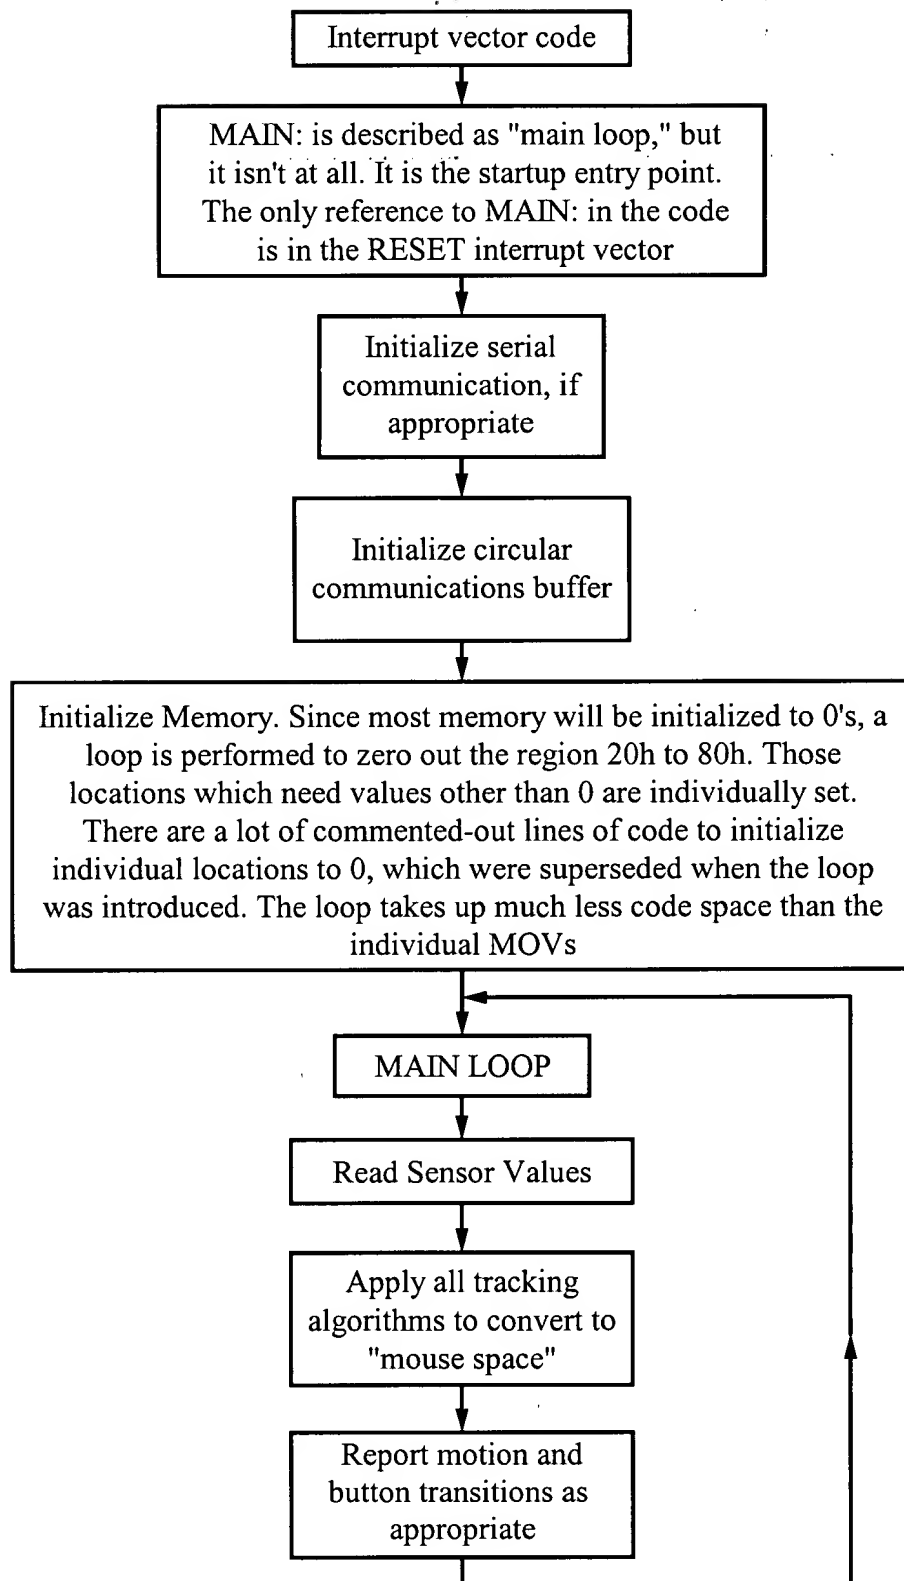 Interrupt vector code
MAIN: is described as "main loop," but
it isn't at all. It is the startup entry point.
The only reference to MAIN: in the code
is in the RESET interrupt vector
Initialize serial
communication, if
appropriate
Initialize circular
communications buffer
Initialize Memory. Since most memory will be initialized to 0's, a
loop is performed to zero out the region 20h to 80h. Those
locations which need values other than 0 are individually set.
There are a lot of commented-out lines of code to initialize
individual locations to 0, which were superseded when the loop
was introduced. The loop takes up much less code space than the
individual MOVs
MAIN LOOP
Read Sensor Values
Apply all tracking
algorithms to convert to
"mouse space"
Report motion and
button transitions as
appropriate